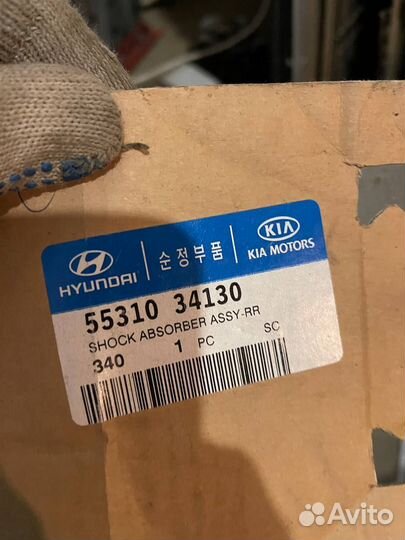 HYUNDAI 순정부품 KIA KIA MOTORS
55310 34130
SHOCK ABSORBER ASSY-RR
340 1 PC SC
Avito